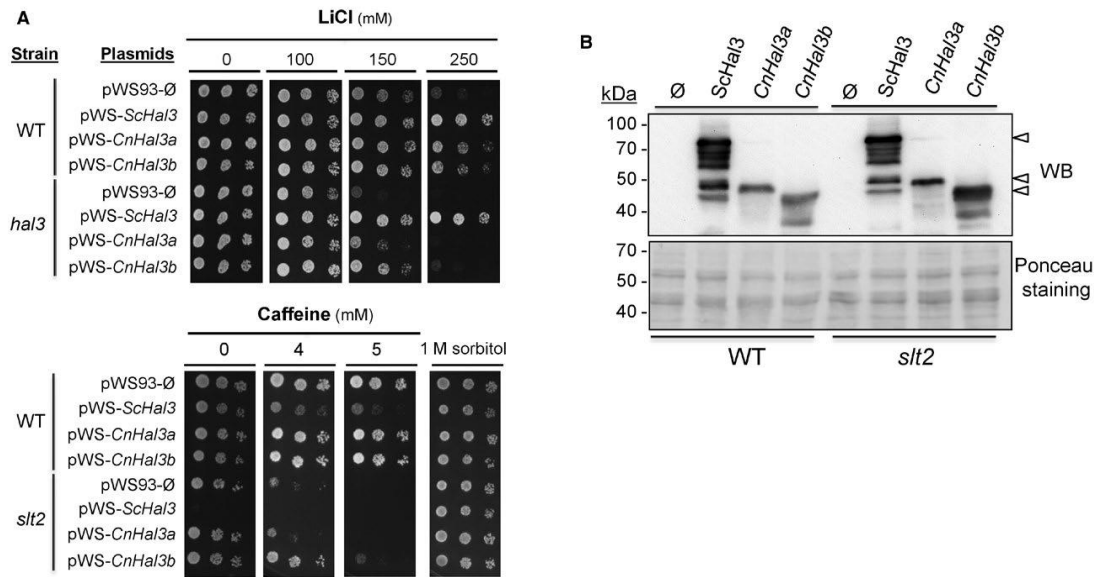 A
LiCl (mM)
Strain Plasmids 0 100 150 250
WT
pWS93-Ø
pWS-ScHal3
pWS-CnHal3a
pWS-CnHal3b
hal3
pWS93-Ø
pWS-ScHal3
pWS-CnHal3a
pWS-CnHal3b
Caffeine (mM)
0 4 5 1 M sorbitol
WT
pWS93-Ø
pWS-ScHal3
pWS-CnHal3a
pWS-CnHal3b
slt2
pWS93-Ø
pWS-ScHal3
pWS-CnHal3a
pWS-CnHal3b
B
kDa Ø ScHal3 CnHal3a CnHal3b Ø ScHal3 CnHal3a CnHal3b
100 -
70 -
50 -
40 -
WB
70 -
50 -
40 -
Ponceau
staining
WT slt2